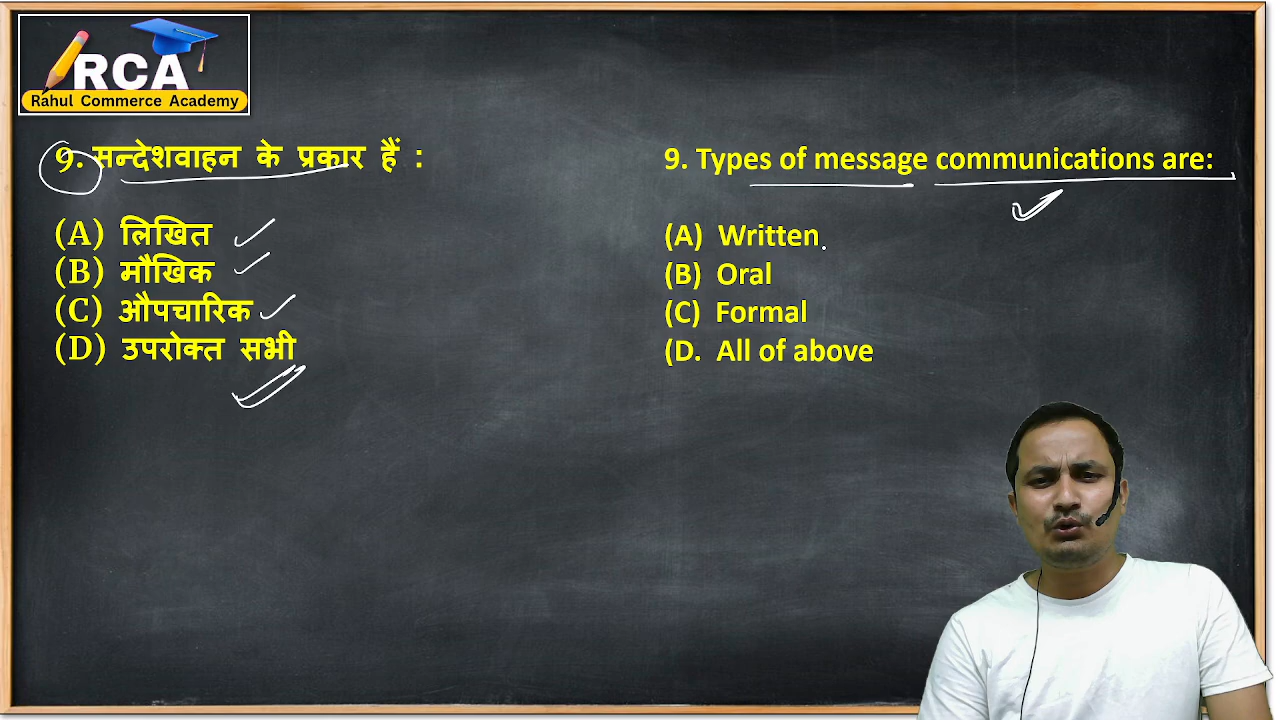 RCA
Rahul Commerce Academy
9. सन्देशवाहन के प्रकार हैं :
(A) लिखित
(B) मौखिक
(C) औपचारिक
(D) उपरोक्त सभी
9. Types of message communications are:
(A) Written
(B) Oral
(C) Formal
(D. All of above